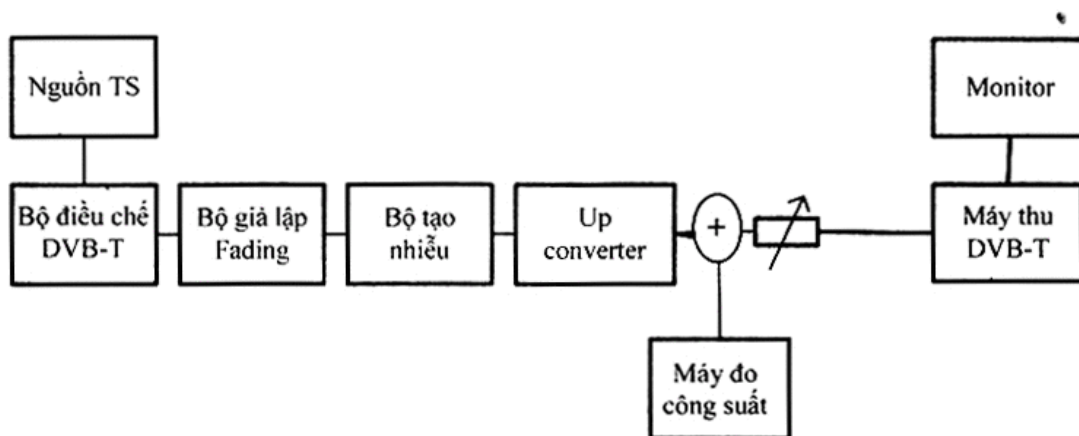 Nguồn TS
Monitor
Bộ điều chế
DVB-T
Bộ giả lập
Fading
Bộ tạo
nhiễu
Up
converter
+
Máy thu
DVB-T
Máy đo
công suất